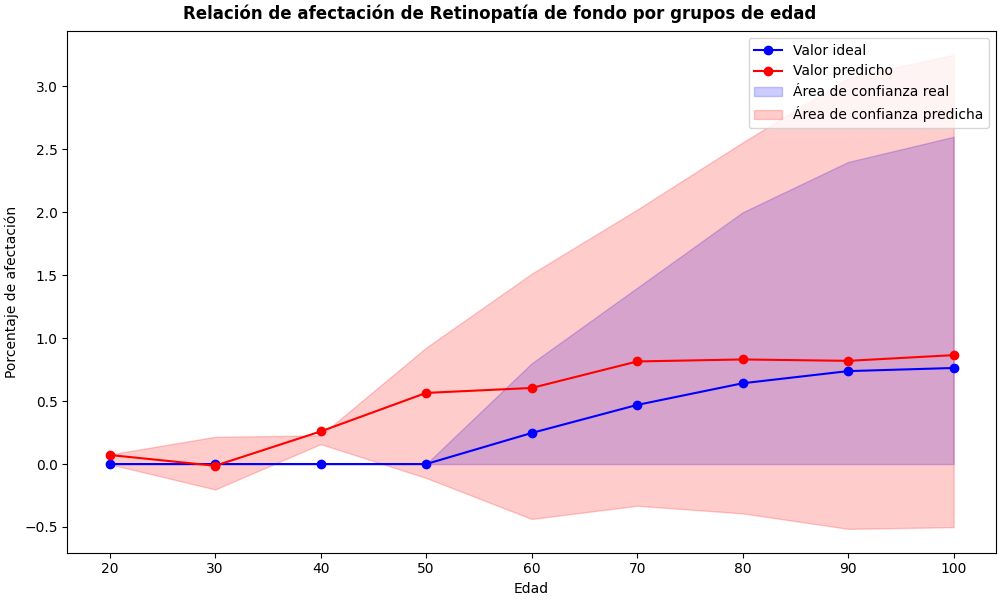 Relación de afectación de Retinopatía de fondo por grupos de edad
Valor ideal
Valor predicho
Área de confianza real
Área de confianza predicha
Porcentaje de afectación
3.0
2.5
2.0
1.5
1.0
0.5
0.0
−0.5
20 30 40 50 60 70 80 90 100
Edad